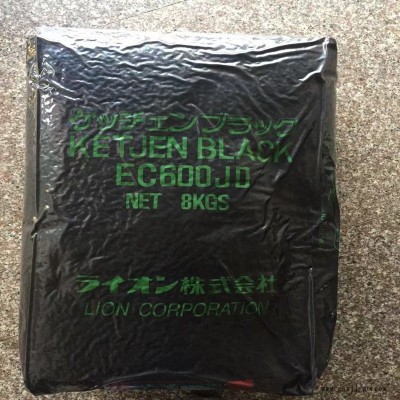 ケッチェンブラック
KETJEN BLACK
EC600JD
NET 8KGS
ライオン株式会社
LION CORPORATION